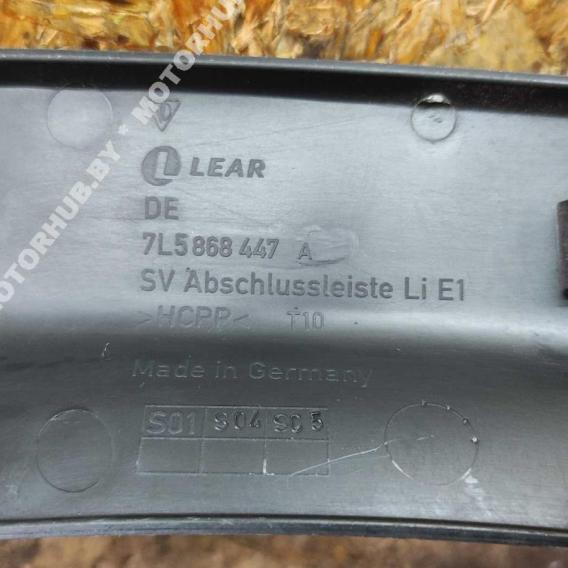 MOTORHUB.BY * MOTORHUB.BY
LEAR
DE
7L5 868 447 A
SV Abschlussleiste Li E1
>HCPP< T10
Made in Germany
S01 S04 S05